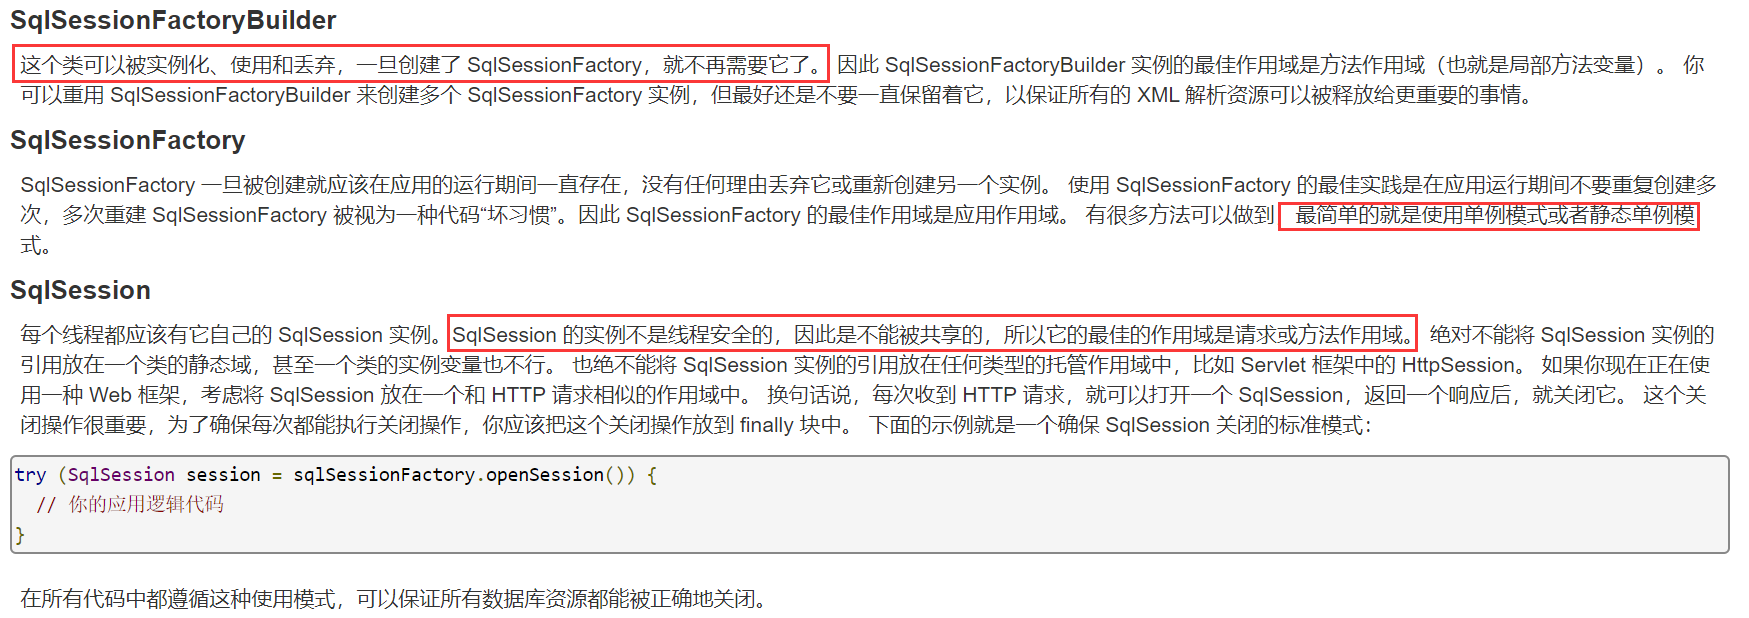 SqlSessionFactoryBuilder
这个类可以被实例化、使用和丢弃，一旦创建了 SqlSessionFactory，就不再需要它了。 因此 SqlSessionFactoryBuilder 实例的最佳作用域是方法作用域（也就是局部方法变量）。 你
可以重用 SqlSessionFactoryBuilder 来创建多个 SqlSessionFactory 实例，但最好还是不要一直保留着它，以保证所有的 XML 解析资源可以被释放给更重要的事情。
SqlSessionFactory
SqlSessionFactory 一旦被创建就应该在应用的运行期间一直存在，没有任何理由丢弃它或重新创建另一个实例。 使用 SqlSessionFactory 的最佳实践是在应用运行期间不要重复创建多
次，多次重建 SqlSessionFactory 被视为一种代码“坏习惯”。因此 SqlSessionFactory 的最佳作用域是应用作用域。 有很多方法可以做到 最简单的就是使用单例模式或者静态单例模
式。
SqlSession
每个线程都应该有它自己的 SqlSession 实例。SqlSession 的实例不是线程安全的，因此是不能被共享的，所以它的最佳的作用域是请求或方法作用域。 绝对不能将 SqlSession 实例的
引用放在一个类的静态域，甚至一个类的实例变量也不行。 也绝不能将 SqlSession 实例的引用放在任何类型的托管作用域中，比如 Servlet 框架中的 HttpSession。 如果你现在正在使
用一种 Web 框架，考虑将 SqlSession 放在一个和 HTTP 请求相似的作用域中。 换句话说，每次收到 HTTP 请求，就可以打开一个 SqlSession，返回一个响应后，就关闭它。 这个关
闭操作很重要，为了确保每次都能执行关闭操作，你应该把这个关闭操作放到 finally 块中。 下面的示例就是一个确保 SqlSession 关闭的标准模式：
try (SqlSession session = sqlSessionFactory.openSession()) {
// 你的应用逻辑代码
}
在所有代码中都遵循这种使用模式，可以保证所有数据库资源都能被正确地关闭。